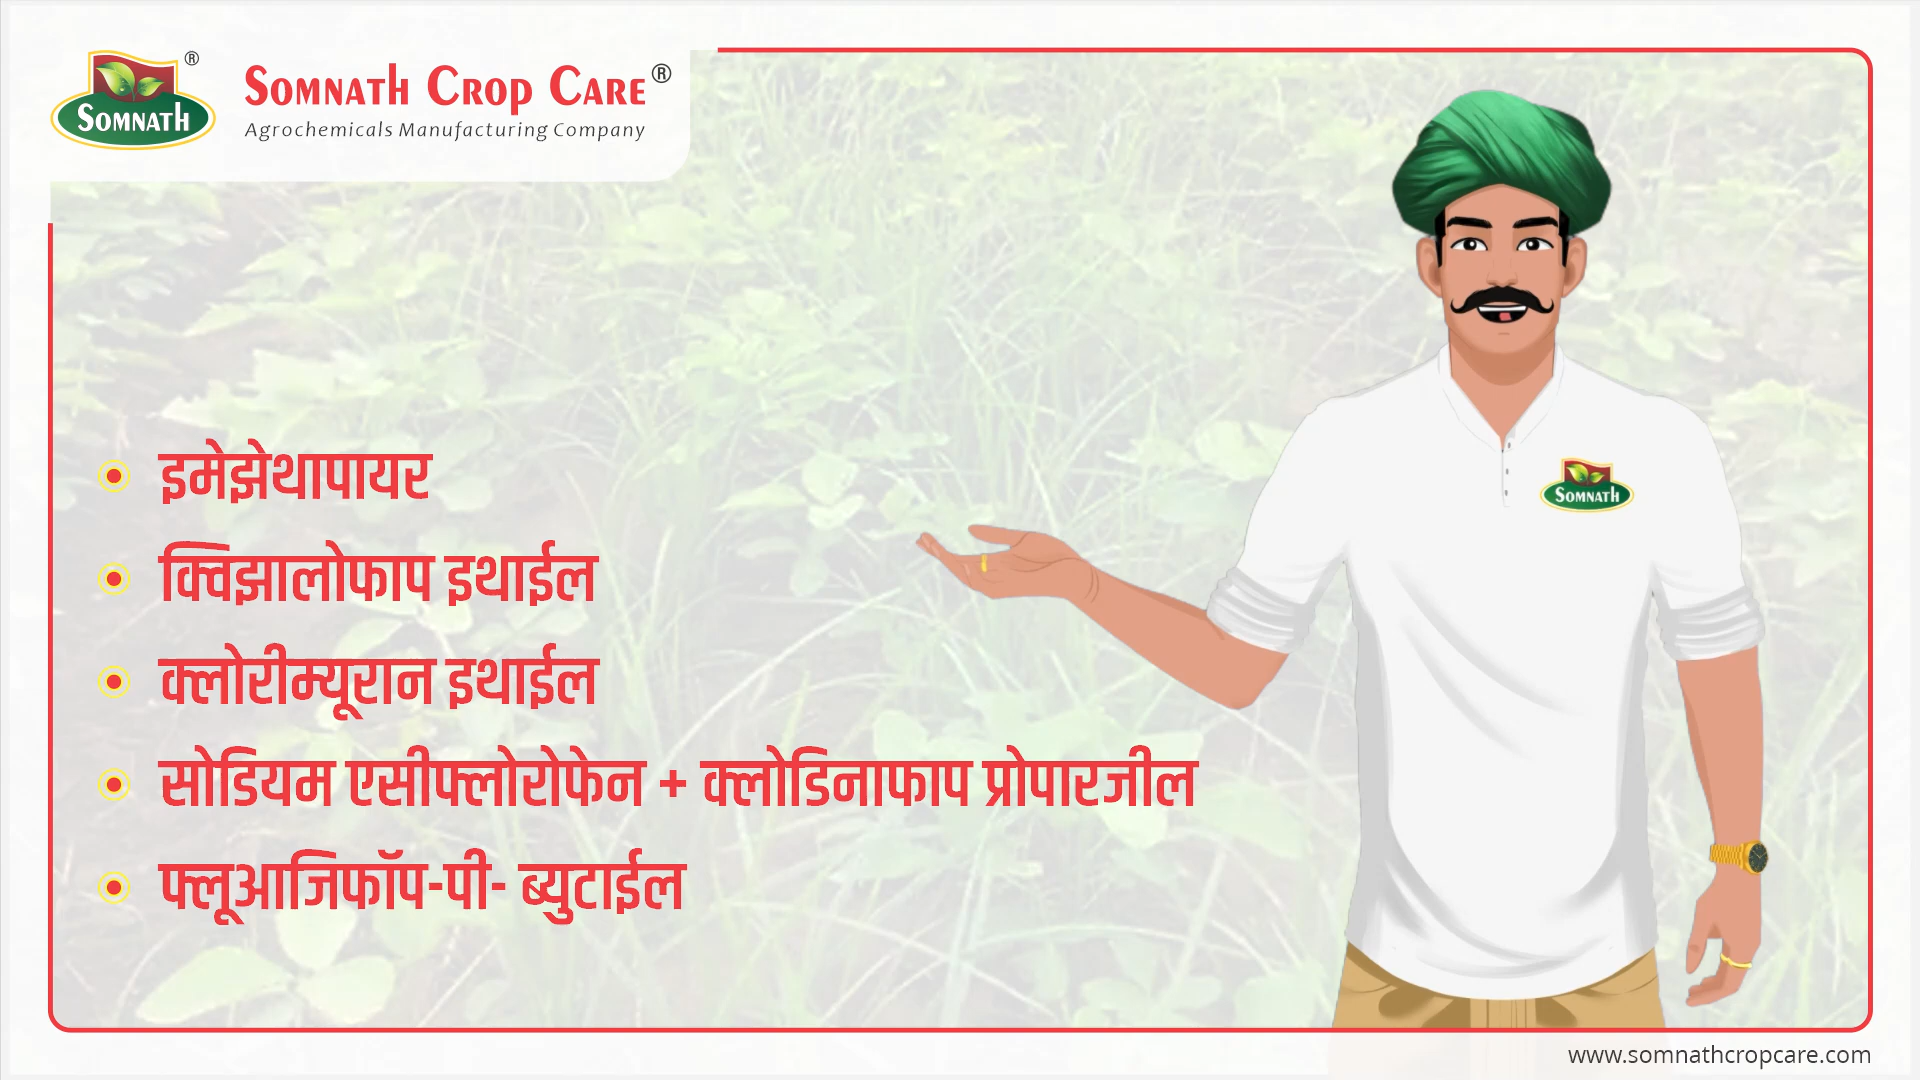 SOMNATH ®
SOMNATH CROP CARE®
Agrochemicals Manufacturing Company
SOMNATH
इमेझेथापायर
क्विझालोफाप इथाईल
क्लोरीम्यूरान इथाईल
सोडियम एसीफ्लोरोफेन + क्लोडिनाफाप प्रोपारजील
फ्लूआजिफॉप-पी- ब्युटाईल
www.somnathcropcare.com